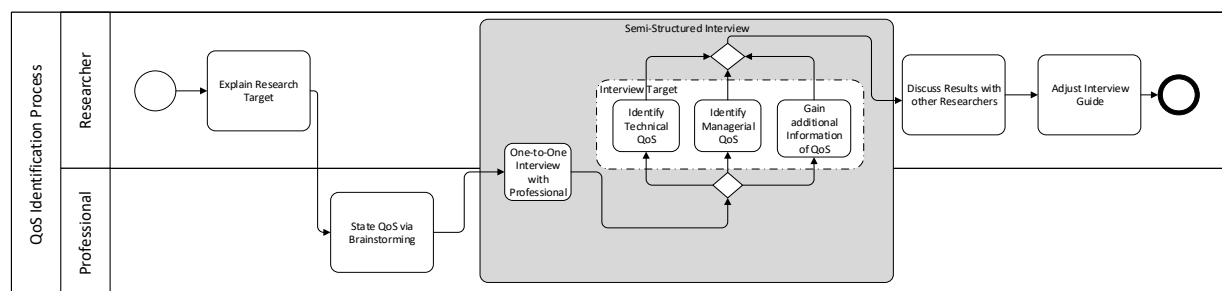 QoS Identification Process
Researcher
Professional
Explain Research
Target
State QoS via
Brainstorming
Semi-Structured Interview
One-to-One
Interview
with
Professional
Interview Target
Identify
Technical
QoS
Identify
Managerial
QoS
Gain
additional
Information
of QoS
Discuss Results with
other Researchers
Adjust Interview
Guide